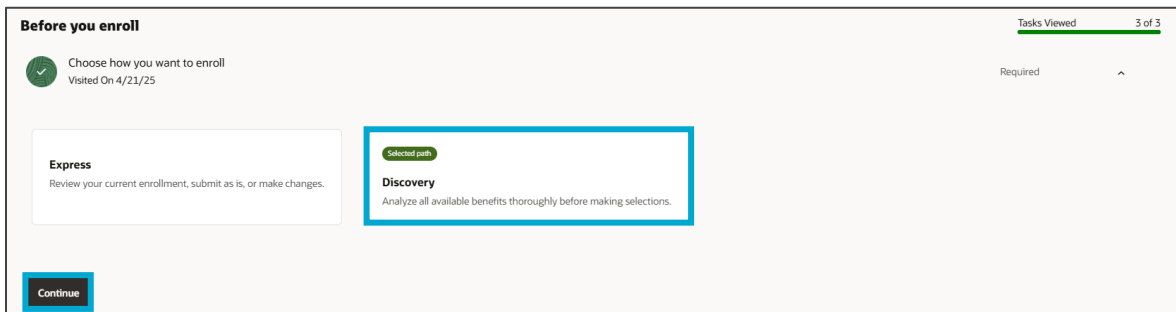 Before you enroll
Tasks Viewed 3 of 3
Choose how you want to enroll
Visited On 4/21/25
Required
Express
Review your current enrollment, submit as is, or make changes.
Selected path
Discovery
Analyze all available benefits thoroughly before making selections.
Continue